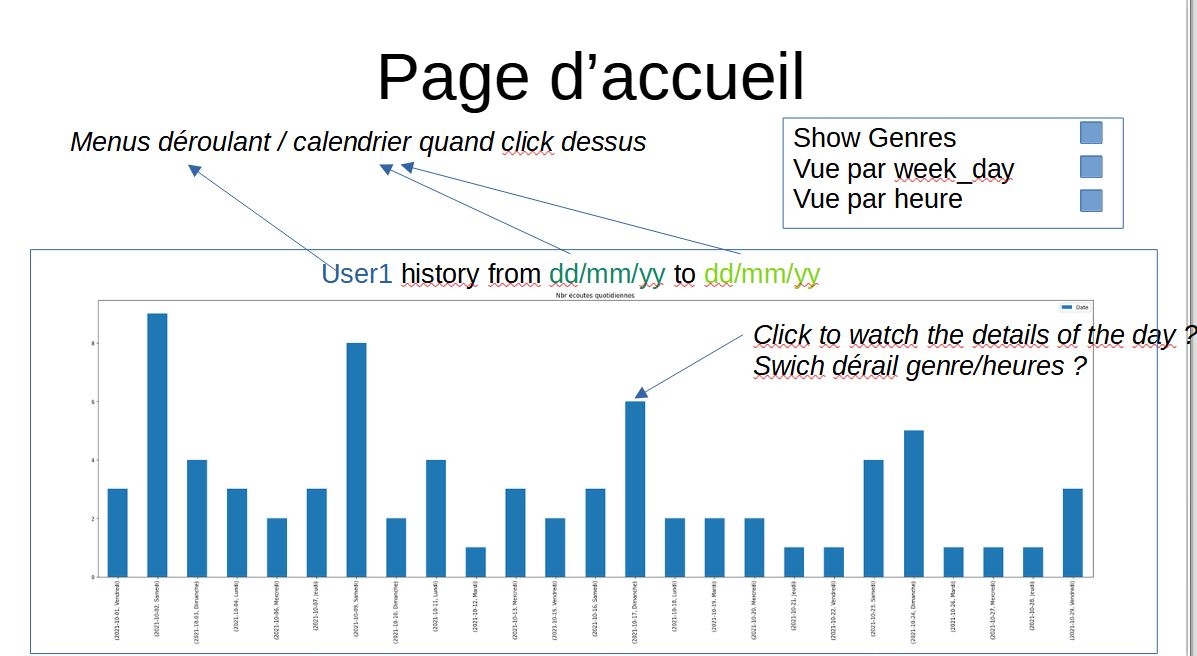 Page d’accueil
Menus déroulant / calendrier quand click dessus
Show Genres
Vue par week_day
Vue par heure
User1 history from dd/mm/yy to dd/mm/yy
Nbr écoutes quotidiennes
Date
Click to watch the details of the day ?
Swich dérail genre/heures ?
8
6
4
2
0
(2021-10-01, Vendredi)
(2021-10-02, Samedi)
(2021-10-03, Dimanche)
(2021-10-04, Lundi)
(2021-10-06, Mercredi)
(2021-10-07, Jeudi)
(2021-10-09, Samedi)
(2021-10-10, Dimanche)
(2021-10-11, Lundi)
(2021-10-12, Mardi)
(2021-10-13, Mercredi)
(2021-10-15, Vendredi)
(2021-10-16, Samedi)
(2021-10-17, Dimanche)
(2021-10-18, Lundi)
(2021-10-19, Mardi)
(2021-10-20, Mercredi)
(2021-10-21, Jeudi)
(2021-10-22, Vendredi)
(2021-10-23, Samedi)
(2021-10-24, Dimanche)
(2021-10-26, Mardi)
(2021-10-27, Mercredi)
(2021-10-28, Jeudi)
(2021-10-29, Vendredi)